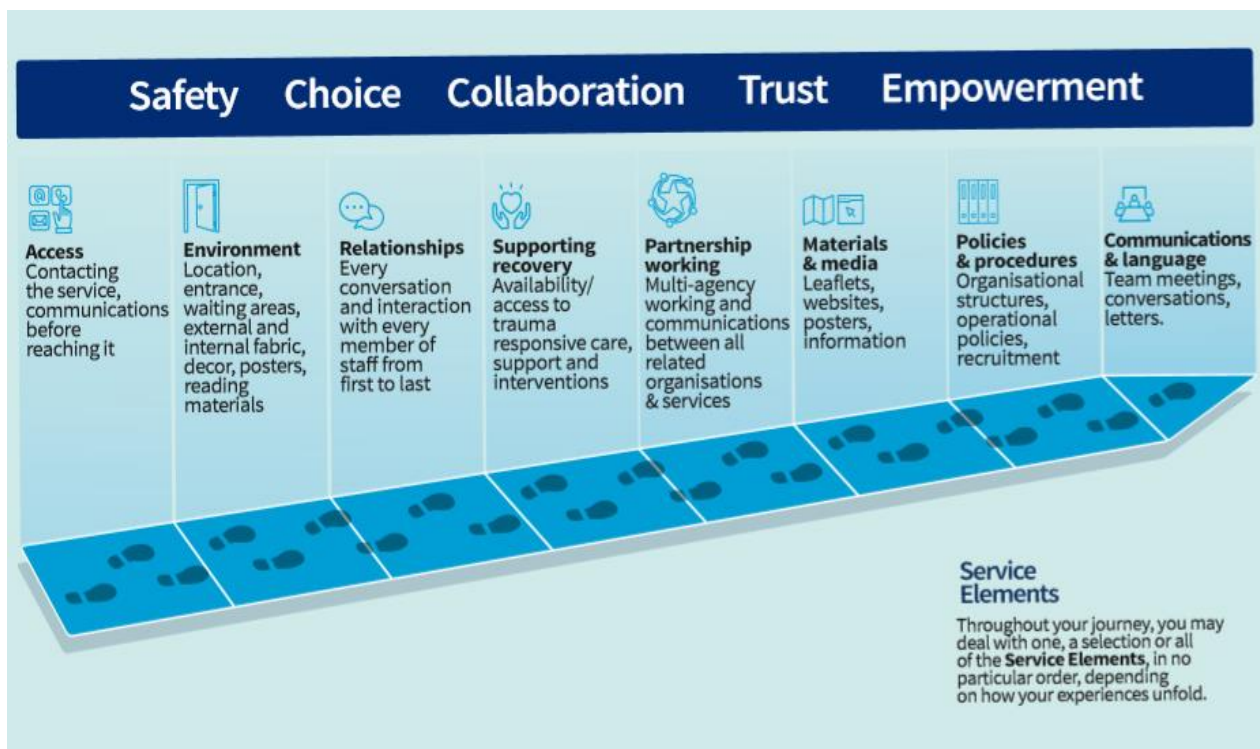 Safety Choice Collaboration Trust Empowerment
Access
Contacting
the service,
communications
before
reaching it
Environment
Location,
entrance,
waiting areas,
external and
internal fabric,
decor, posters,
reading
materials
Relationships
Every
conversation
and interaction
with every
member of
staff from
first to last
Supporting
recovery
Availability/
access to
trauma
responsive care,
support and
interventions
Partnership
working
Multi-agency
working and
communications
between all
related
organisations
& services
Materials
& media
Leaflets,
websites,
posters,
information
Policies
& procedures
Organisational
structures,
operational
policies,
recruitment
Communications
& language
Team meetings,
conversations,
letters.
Service
Elements
Throughout your journey, you may
deal with one, a selection or all
of the Service Elements, in no
particular order, depending
on how your experiences unfold.